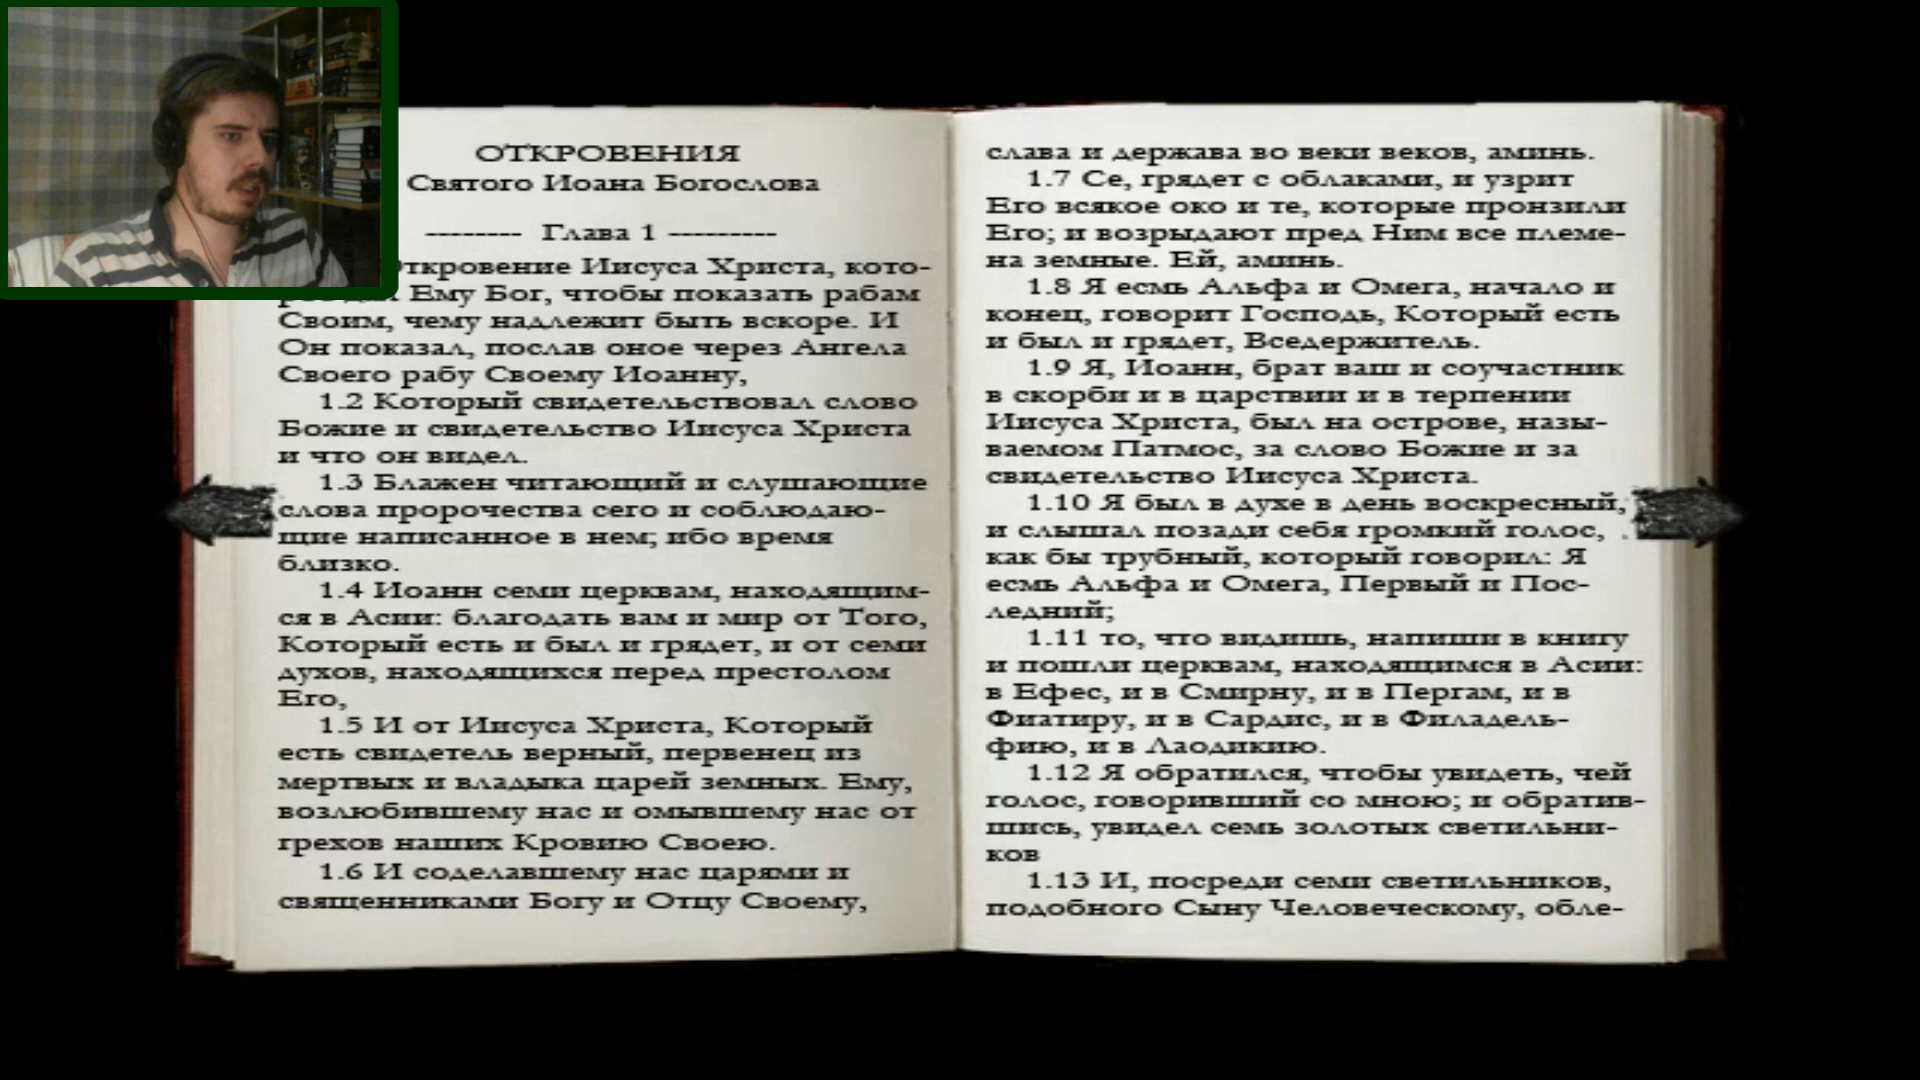 ОТКРОВЕНИЯ
Святого Иоана Богослова
-------- Глава 1 ---------
Откровение Иисуса Христа, кото-
Ему Бог, чтобы показать рабам
Своим, чему надлежит быть вскоре. И
Он показал, послав оное через Ангела
Своего рабу Своему Иоанну,
1.2 Который свидетельствовал слово
Божие и свидетельство Иисуса Христа
и что он видел.
1.3 Блажен читающий и слушающие
слова пророчества сего и соблюдаю-
щие написанное в нем; ибо время
близко.
1.4 Иоанн семи церквам, находящим-
ся в Асии: благодать вам и мир от Того,
Который есть и был и грядет, и от семи
духов, находящихся перед престолом
Его,
1.5 И от Иисуса Христа, Который
есть свидетель верный, первенец из
мертвых и владыка царей земных. Ему,
возлюбившему нас и омывшему нас от
грехов наших Кровию Своею.
1.6 И соделавшему нас царями и
священниками Богу и Отцу Своему,
слава и держава во веки веков, аминь.
1.7 Се, грядет с облаками, и узрит
Его всякое око и те, которые пронзили
Его; и возрыдают пред Ним все племе-
на земные. Ей, аминь.
1.8 Я есмь Альфа и Омега, начало и
конец, говорит Господь, Который есть
и был и грядет, Вседержитель.
1.9 Я, Иоанн, брат ваш и соучастник
в скорби и в царствии и в терпении
Иисуса Христа, был на острове, назы-
ваемом Патмос, за слово Божие и за
свидетельство Иисуса Христа.
1.10 Я был в духе в день воскресный,
и слышал позади себя громкий голос,
как бы трубный, который говорил: Я
есмь Альфа и Омега, Первый и Пос-
ледний;
1.11 то, что видишь, напиши в книгу
и пошли церквам, находящимся в Асии:
в Ефес, и в Смирну, и в Пергам, и в
Фиатиру, и в Сардис, и в Филадель-
фию, и в Лаодикию.
1.12 Я обратился, чтобы увидеть, чей
голос, говоривший со мною; и обратив-
шись, увидел семь золотых светильни-
ков
1.13 И, посреди семи светильников,
подобного Сыну Человеческому, обле-